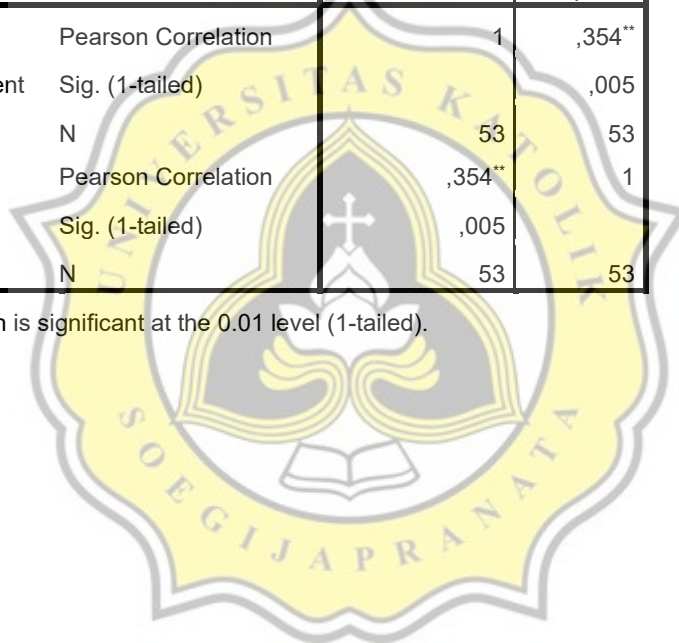 Pearson Correlation 1 ,354**
ent Sig. (1-tailed) ,005
N 53 53
Pearson Correlation ,354** 1
Sig. (1-tailed) ,005
N 53 53
n is significant at the 0.01 level (1-tailed).
UNIVERSITAS KATOLIK
SOEGIJAPRANATA